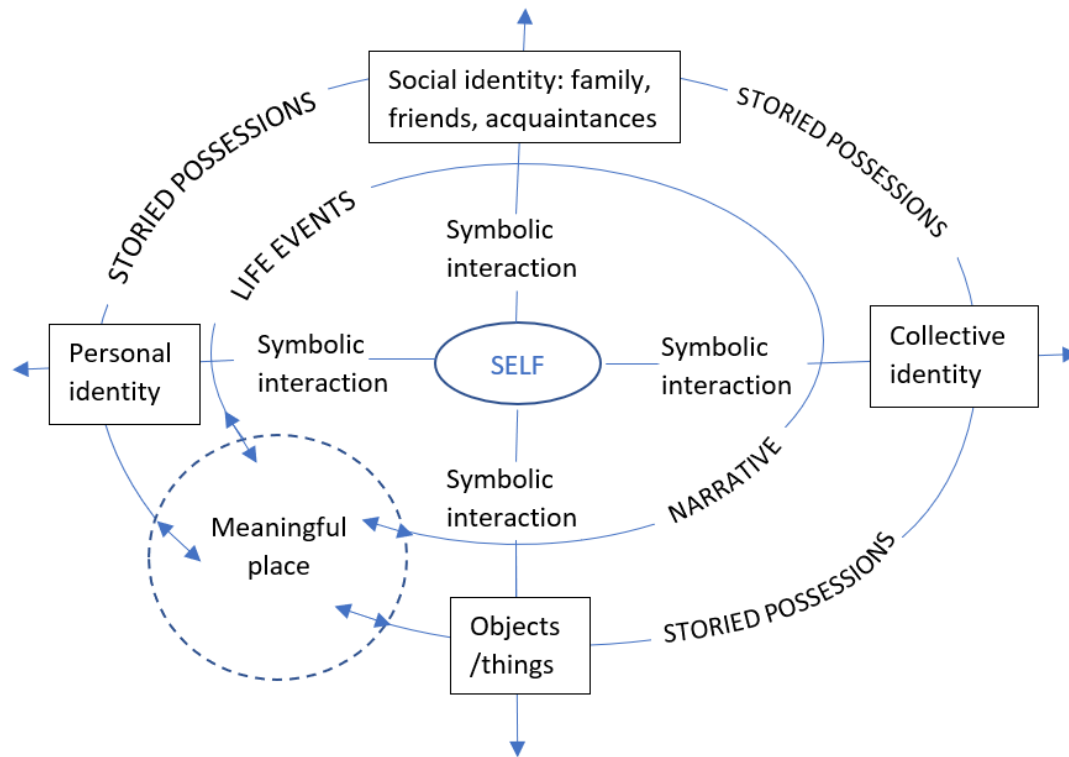 Social identity: family,
friends, acquaintances
STORIED POSSESSIONS
STORIED POSSESSIONS
LIFE EVENTS
Symbolic
interaction
Personal
identity
Symbolic
interaction
SELF
Symbolic
interaction
Collective
identity
Symbolic
interaction
NARRATIVE
Meaningful
place
STORIED POSSESSIONS
Objects
/things